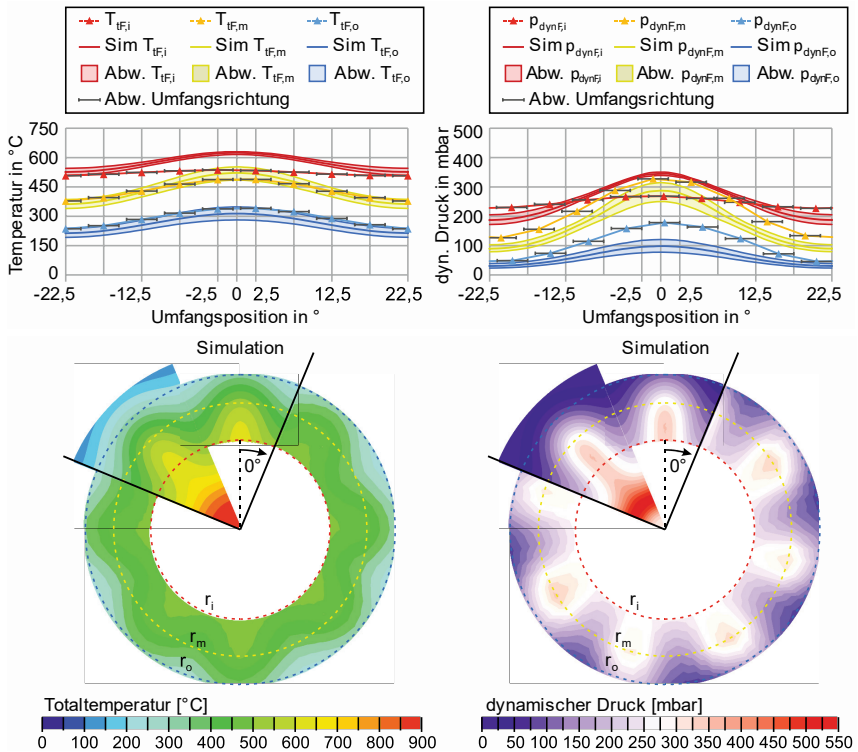 T_tF,i T_tF,m T_tF,o
Sim T_tF,i Sim T_tF,m Sim T_tF,o
Abw. T_tF,i Abw. T_tF,m Abw. T_tF,o
Abw. Umfangsrichtung
p_dynF,i p_dynF,m p_dynF,o
Sim p_dynF,i Sim p_dynF,m Sim p_dynF,o
Abw. p_dynF,i Abw. p_dynF,m Abw. p_dynF,o
Abw. Umfangsrichtung
Temperatur in °C
750
600
450
300
150
0
-22,5 -12,5 -2,5 0 2,5 12,5 22,5
Umfangsposition in °
dyn. Druck in mbar
500
400
300
200
100
0
-22,5 -12,5 -2,5 0 2,5 12,5 22,5
Umfangsposition in °
Simulation
0°
r_i
r_m
r_o
Totaltemperatur [°C]
0 100 200 300 400 500 600 700 800 900
Simulation
0°
r_i
r_m
r_o
dynamischer Druck [mbar]
0 50 100 150 200 250 300 350 400 450 500 550